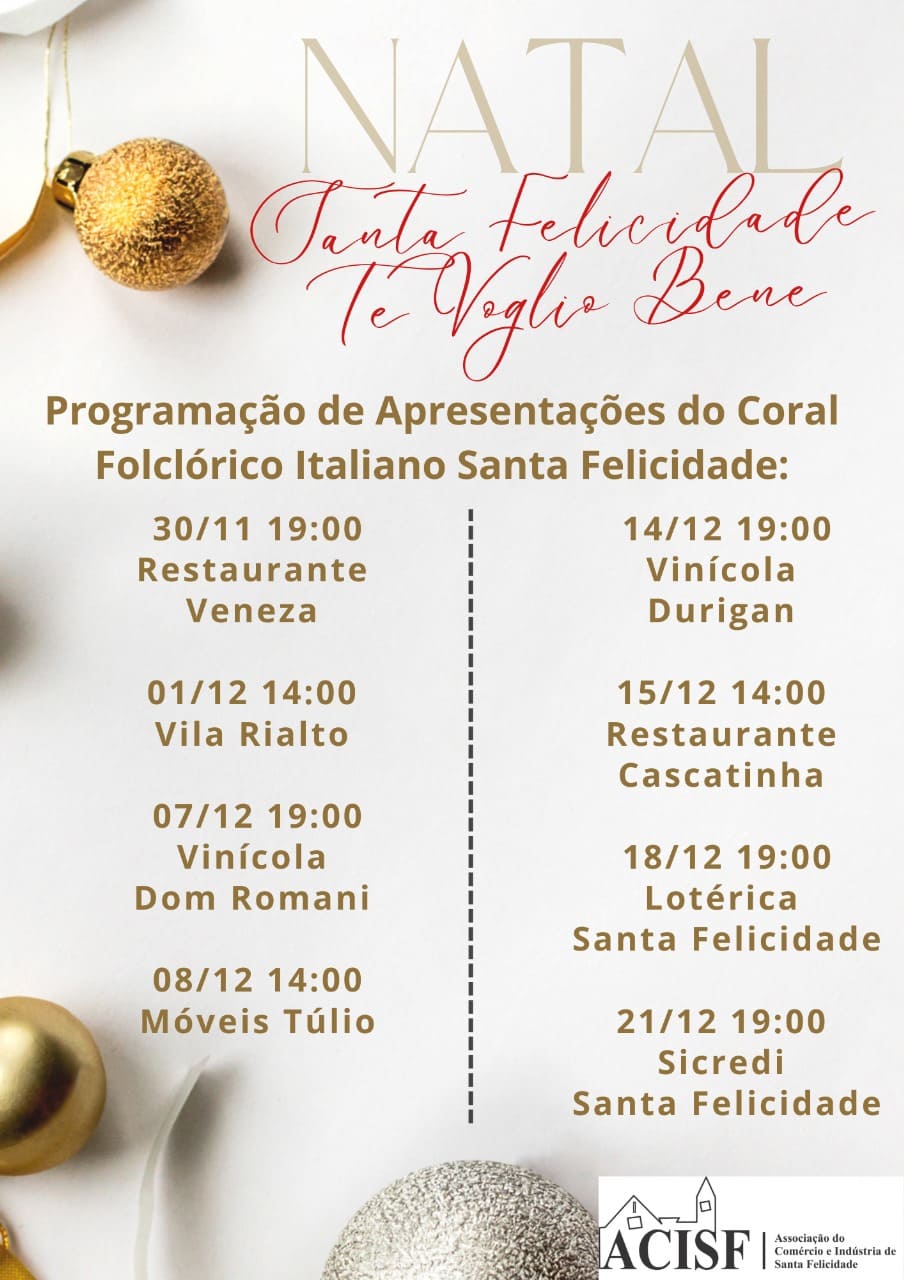 NATAL
Santa Felicidade
Te Voglio Bene
Programação de Apresentações do Coral
Folclórico Italiano Santa Felicidade:
30/11 19:00
Restaurante
Veneza
01/12 14:00
Vila Rialto
07/12 19:00
Vinícola
Dom Romani
08/12 14:00
Móveis Túlio
14/12 19:00
Vinícola
Durigan
15/12 14:00
Restaurante
Cascatinha
18/12 19:00
Lotérica
Santa Felicidade
21/12 19:00
Sicredi
Santa Felicidade
ACISF
Associação do
Comércio e Indústria de
Santa Felicidade